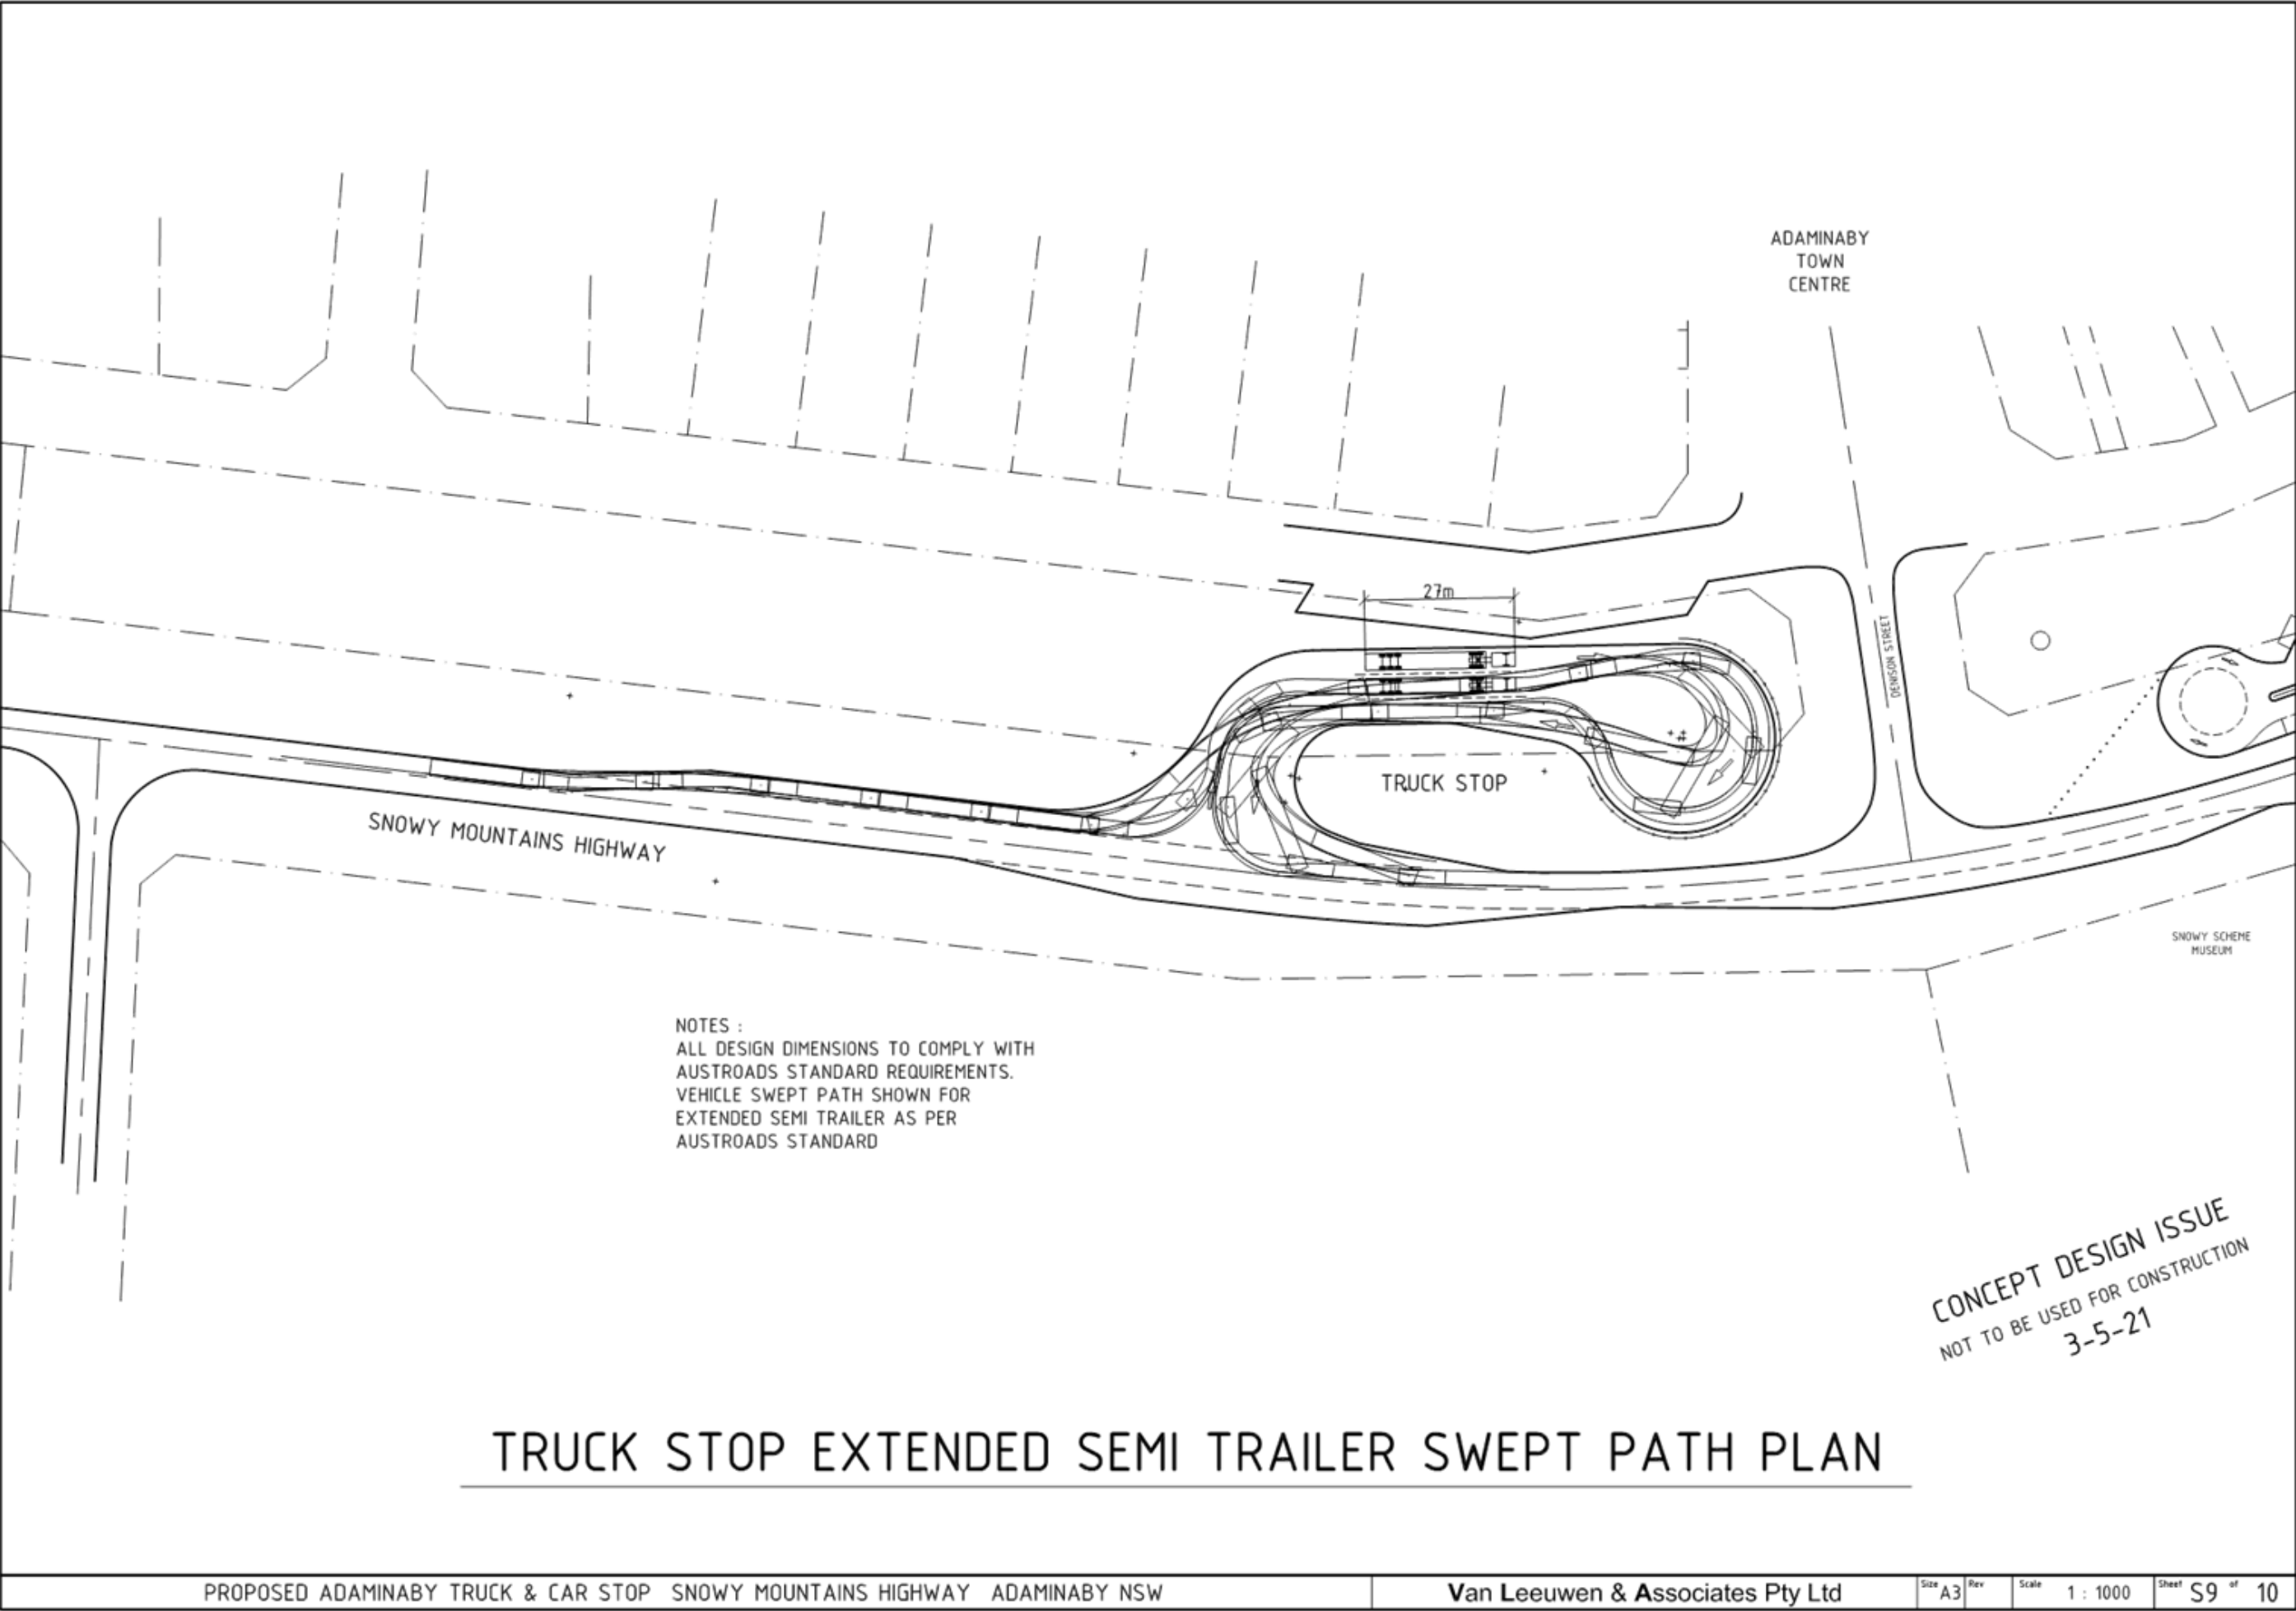 ADAMINABY
TOWN
CENTRE
27m
DENISON STREET
TRUCK STOP
SNOWY MOUNTAINS HIGHWAY
SNOWY SCHEME
MUSEUM
NOTES :
ALL DESIGN DIMENSIONS TO COMPLY WITH
AUSTROADS STANDARD REQUIREMENTS.
VEHICLE SWEPT PATH SHOWN FOR
EXTENDED SEMI TRAILER AS PER
AUSTROADS STANDARD
CONCEPT DESIGN ISSUE
NOT TO BE USED FOR CONSTRUCTION
3-5-21
TRUCK STOP EXTENDED SEMI TRAILER SWEPT PATH PLAN
PROPOSED ADAMINABY TRUCK & CAR STOP SNOWY MOUNTAINS HIGHWAY ADAMINABY NSW
Van Leeuwen & Associates Pty Ltd
Size A3
Rev
Scale 1 : 1000
Sheet S9 of 10